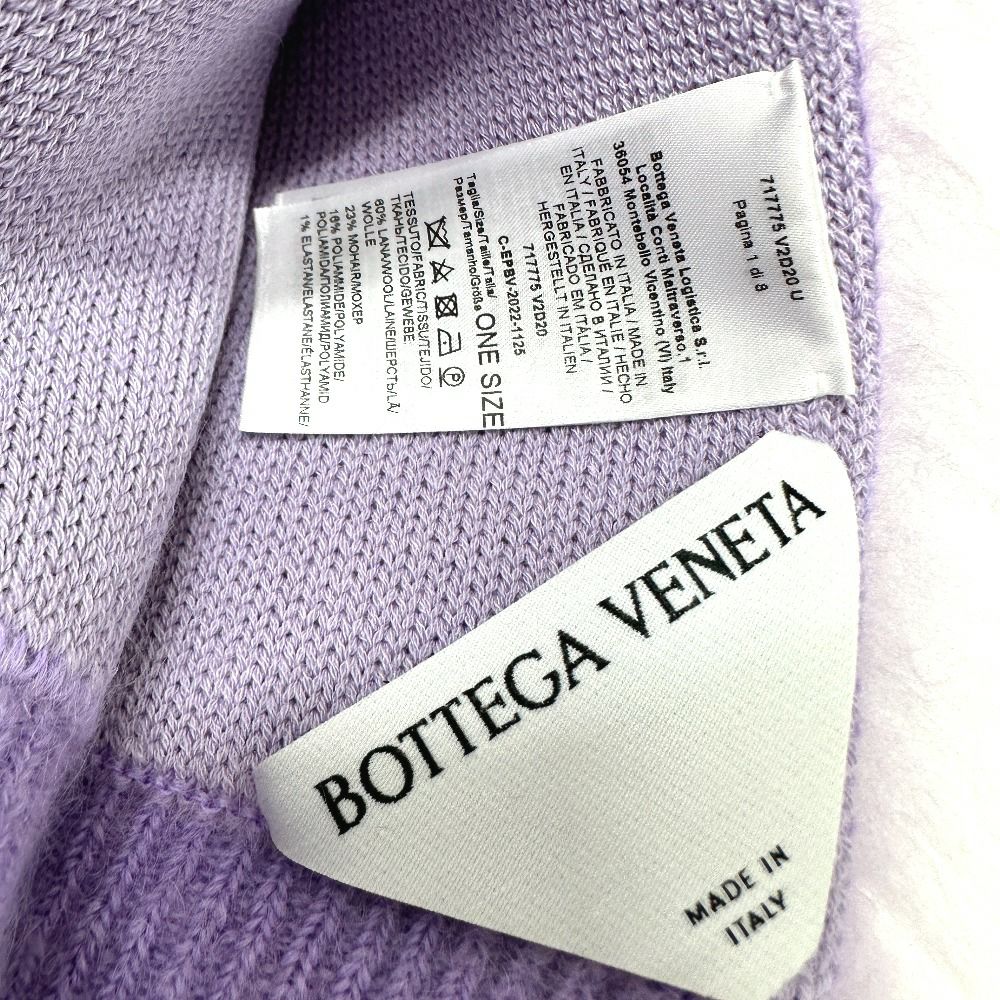 717775 V2D20 U
Pagina 1 di 8
Bottega Veneta Logistica S.r.l.
Località Conti Maltraverso,1
36054 Montebello Vicentino (VI) Italy
FABBRICATO IN ITALIA / MADE IN
ITALY / FABRIQUÉ EN ITALIE / HECHO
EN ITALIA / СДЕЛАНО В ИТАЛИИ /
FABRICADO EM ITALIA /
HERGESTELLT IN ITALIEN
717775 V2D20
C-EPBV-2022-1125
Taglia/Size/Taille/Talla/
Размер/Tamanho/Größe ONE SIZE
TESSUTO/FABRIC/TISSU/TEJIDO/
ТКАНЬ/TECIDO/GEWEBE
60% LANA/WOOL/LAINE/ШЕРСТЬ/LÃ/
WOLLE
23% MOHAIR/МОХЕР
16% POLIAMMIDE/POLYAMIDE/
POLIAMIDA/ПОЛИАМИД/POLYAMID
1% ELASTAN/ELASTANE/ÉLASTHANNE/
BOTTEGA VENETA
MADE IN
ITALY